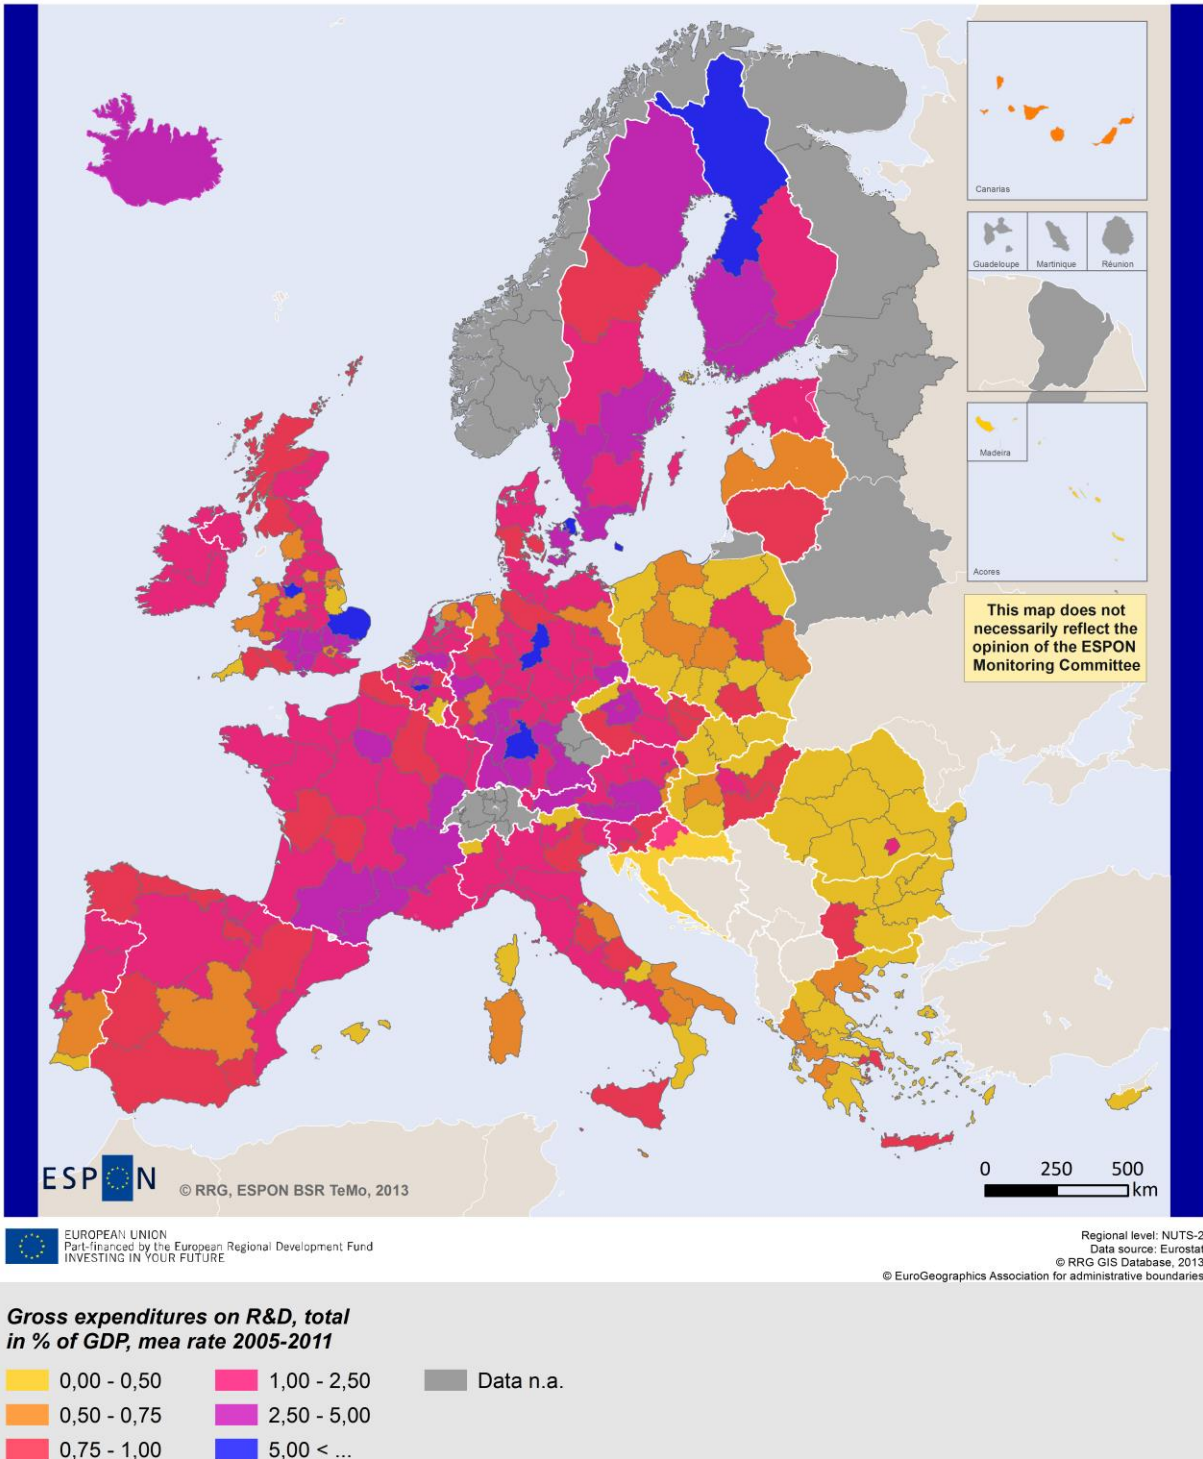 Canarias
Guadeloupe
Martinique
Réunion
Madeira
Acores
This map does not
necessarily reflect the
opinion of the ESPON
Monitoring Committee
ESPON
© RRG, ESPON BSR TeMo, 2013
0 250 500
km
EUROPEAN UNION
Part-financed by the European Regional Development Fund
INVESTING IN YOUR FUTURE
Regional level: NUTS-2
Data source: Eurostat
© RRG GIS Database, 2013
© EuroGeographics Association for administrative boundaries
Gross expenditures on R&D, total
in % of GDP, mea rate 2005-2011
0,00 - 0,50
1,00 - 2,50
Data n.a.
0,50 - 0,75
2,50 - 5,00
0,75 - 1,00
5,00 < ...